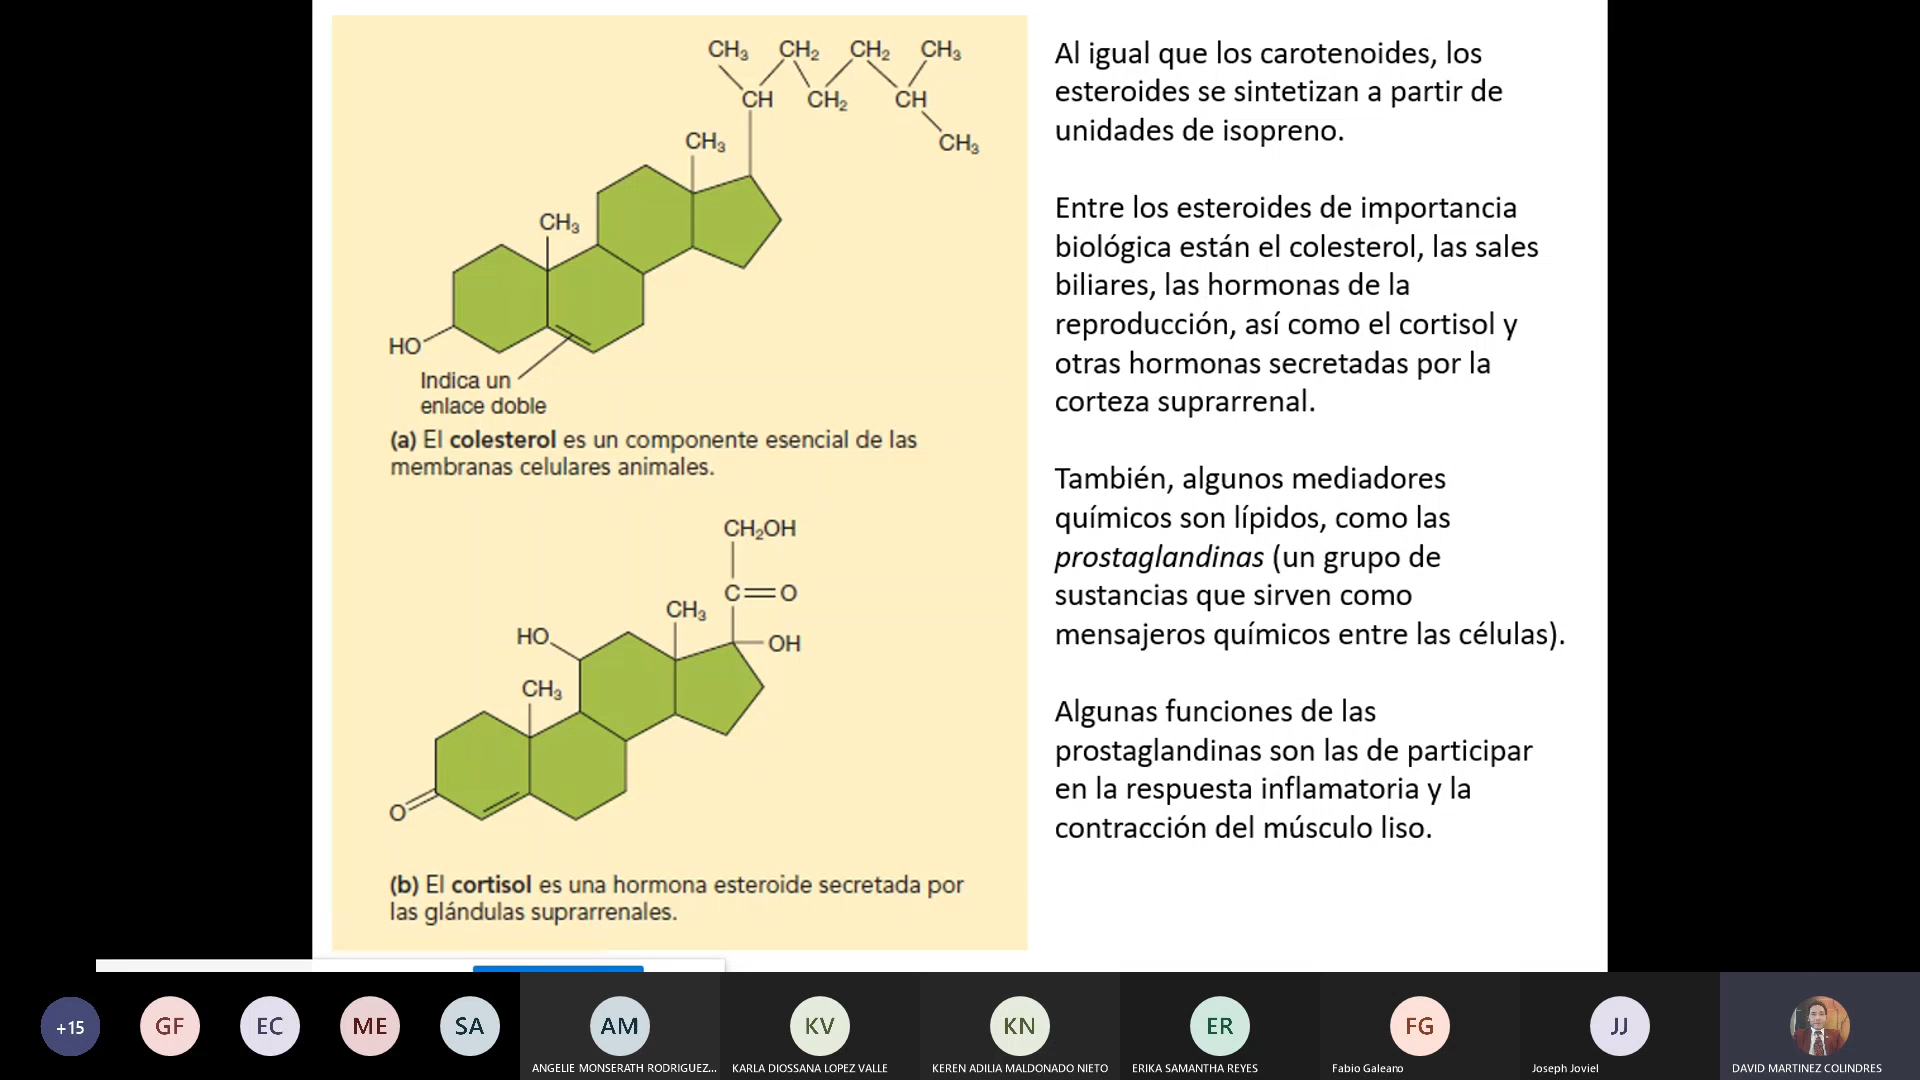 CH₃ CH₂ CH₂ CH₃
CH CH₂ CH
CH₃
CH₃
CH₃
HO
Indica un
enlace doble
(a) El colesterol es un componente esencial de las
membranas celulares animales.
CH₂OH
C=O
CH₃
HO
OH
CH₃
O
(b) El cortisol es una hormona esteroide secretada por
las glándulas suprarrenales.
Al igual que los carotenoides, los
esteroides se sintetizan a partir de
unidades de isopreno.
Entre los esteroides de importancia
biológica están el colesterol, las sales
biliares, las hormonas de la
reproducción, así como el cortisol y
otras hormonas secretadas por la
corteza suprarrenal.
También, algunos mediadores
químicos son lípidos, como las
prostaglandinas (un grupo de
sustancias que sirven como
mensajeros químicos entre las células).
Algunas funciones de las
prostaglandinas son las de participar
en la respuesta inflamatoria y la
contracción del músculo liso.
+15 GF EC ME SA AM KV KN ER FG JJ
ANGELIE MONSERATH RODRIGUEZ... KARLA DIOSSANA LOPEZ VALLE KEREN ADILIA MALDONADO NIETO ERIKA SAMANTHA REYES Fabio Galeano Joseph Joviel DAVID MARTINEZ COLINDRES